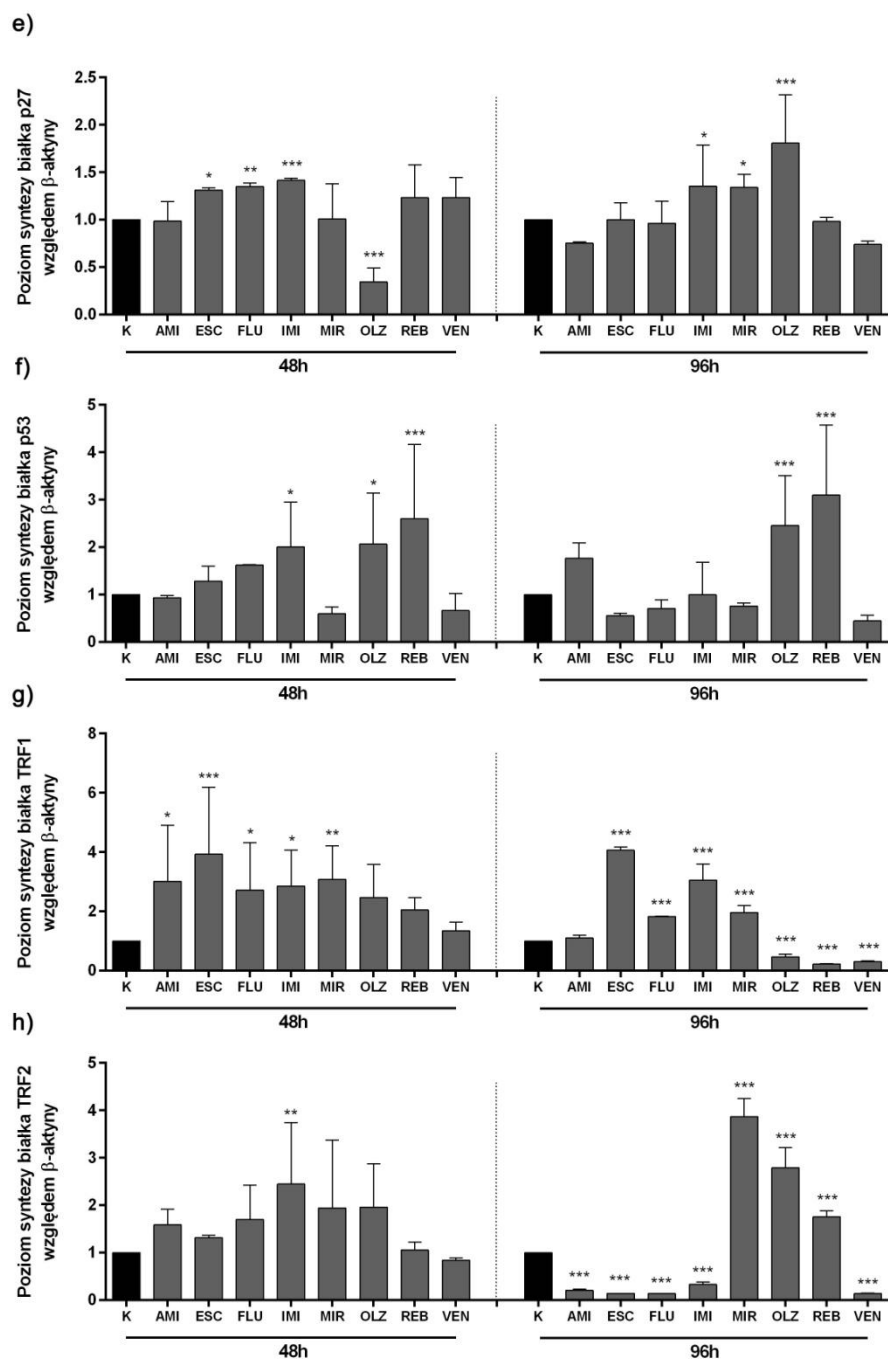 e)
Poziom syntezy białka p27
względem β-aktyny
2.5
2.0
1.5
1.0
0.5
0.0
* ** *** *** * * ***
K AMI ESC FLU IMI MIR OLZ REB VEN K AMI ESC FLU IMI MIR OLZ REB VEN
48h 96h
f)
Poziom syntezy białka p53
względem β-aktyny
5
4
3
2
1
0
* * *** *** ***
K AMI ESC FLU IMI MIR OLZ REB VEN K AMI ESC FLU IMI MIR OLZ REB VEN
48h 96h
g)
Poziom syntezy białka TRF1
względem β-aktyny
8
6
4
2
0
* *** * * ** *** *** *** *** *** *** ***
K AMI ESC FLU IMI MIR OLZ REB VEN K AMI ESC FLU IMI MIR OLZ REB VEN
48h 96h
h)
Poziom syntezy białka TRF2
względem β-aktyny
5
4
3
2
1
0
** *** *** *** *** *** *** *** ***
K AMI ESC FLU IMI MIR OLZ REB VEN K AMI ESC FLU IMI MIR OLZ REB VEN
48h 96h